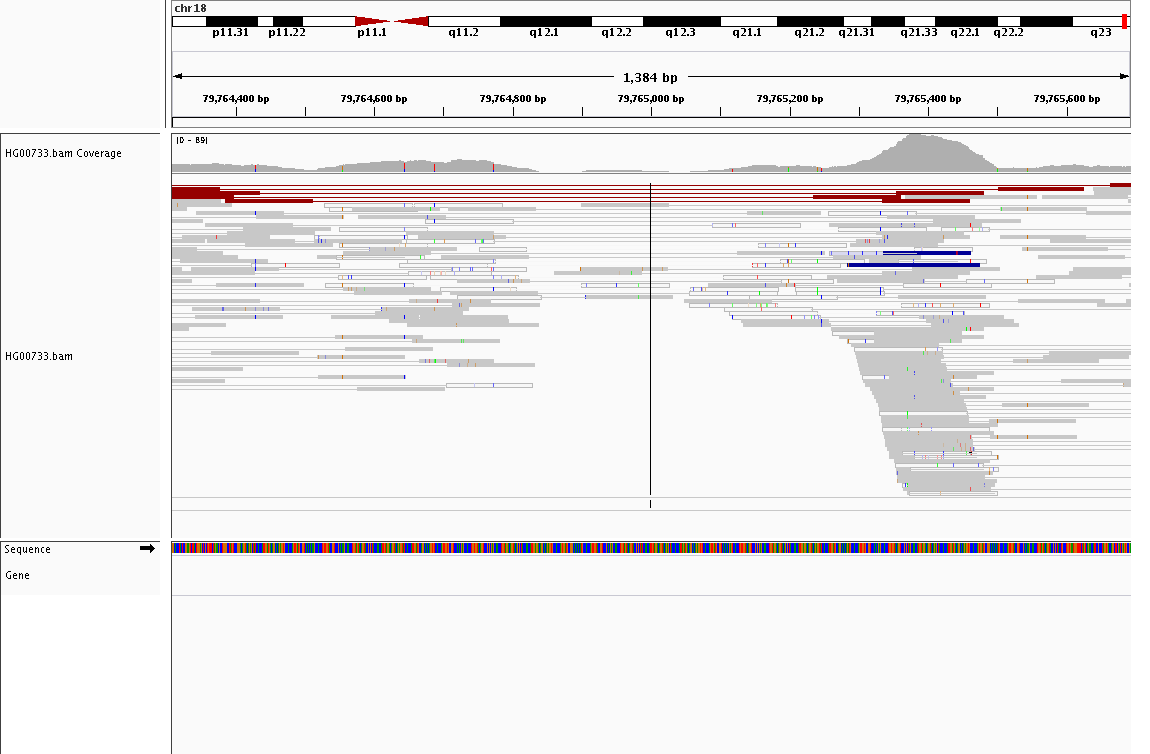 chr18
p11.31 p11.22 p11.1 q11.2 q12.1 q12.2 q12.3 q21.1 q21.2 q21.31 q21.33 q22.1 q22.2 q23
1,384 bp
79,764,400 bp 79,764,600 bp 79,764,800 bp 79,765,000 bp 79,765,200 bp 79,765,400 bp 79,765,600 bp
[0 - 89]
HG00733.bam Coverage
HG00733.bam
Sequence
Gene